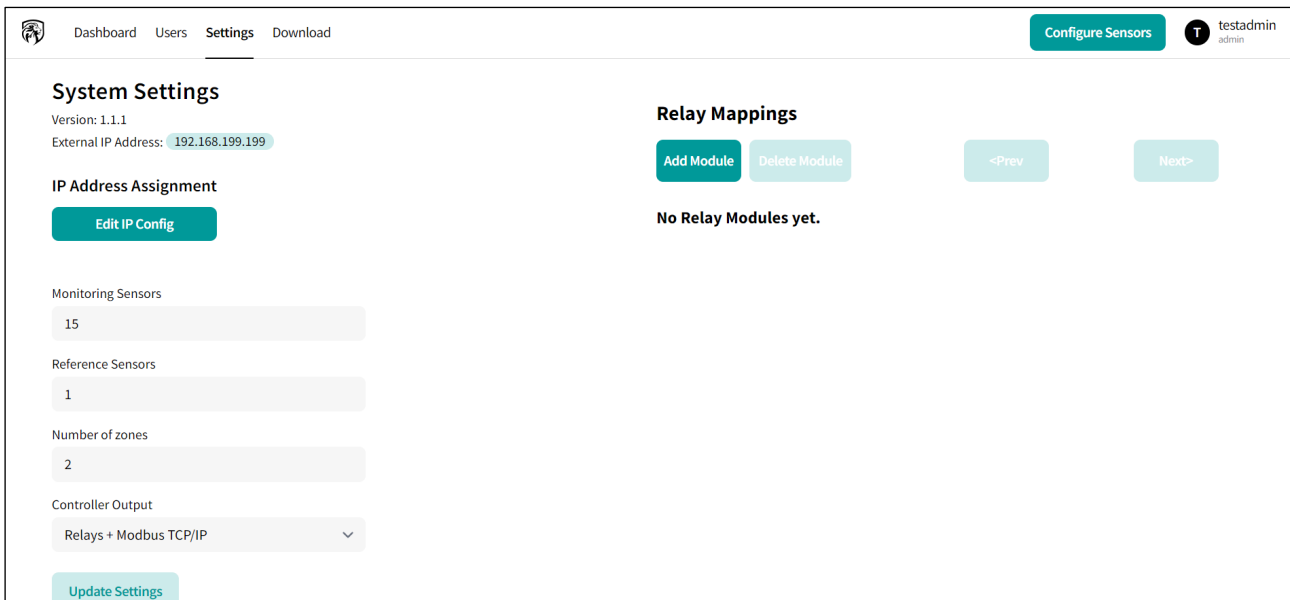 Dashboard Users Settings Download
Configure Sensors
T
testadmin
admin
System Settings
Version: 1.1.1
External IP Address: 192.168.199.199
IP Address Assignment
Edit IP Config
Monitoring Sensors
15
Reference Sensors
1
Number of zones
2
Controller Output
Relays + Modbus TCP/IP
Update Settings
Relay Mappings
Add Module Delete Module <Prev Next>
No Relay Modules yet.